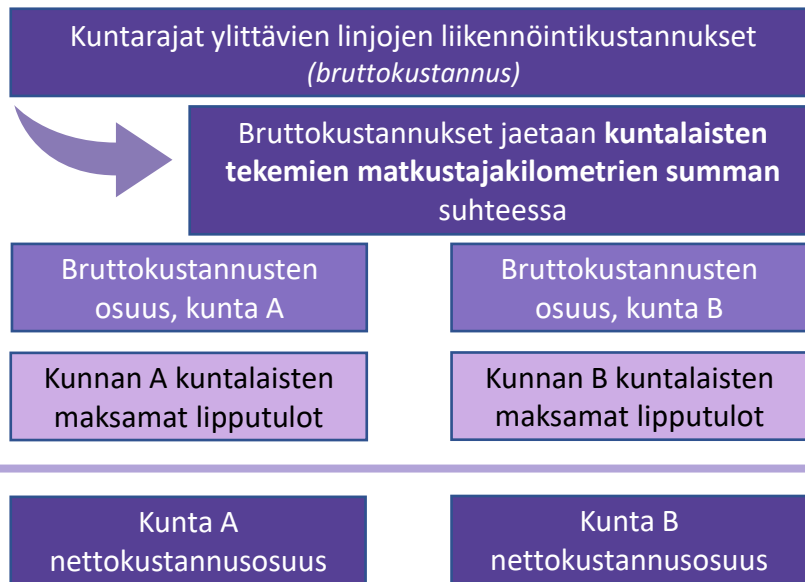 Kuntarajat ylittävien linjojen liikennöintikustannukset
(bruttokustannus)
Bruttokustannukset jaetaan kuntalaisten
tekemien matkustajakilometrien summan
suhteessa
Bruttokustannusten
osuus, kunta A
Bruttokustannusten
osuus, kunta B
Kunnan A kuntalaisten
maksamat lipputulot
Kunnan B kuntalaisten
maksamat lipputulot
Kunta A
nettokustannusosuus
Kunta B
nettokustannusosuus